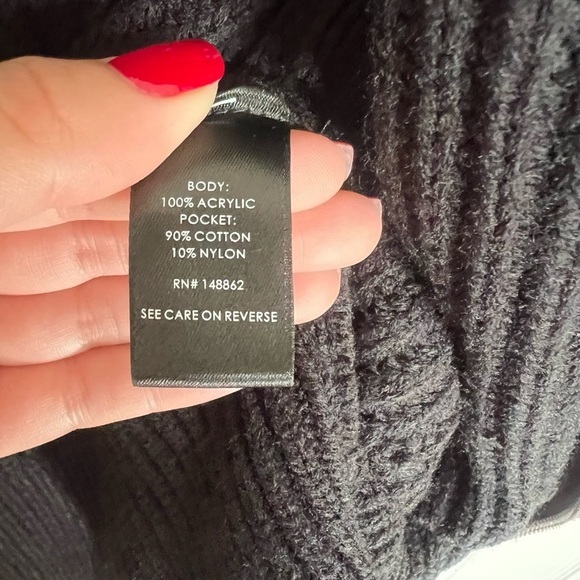 BODY:
100% ACRYLIC
POCKET:
90% COTTON
10% NYLON
RN# 148862
SEE CARE ON REVERSE